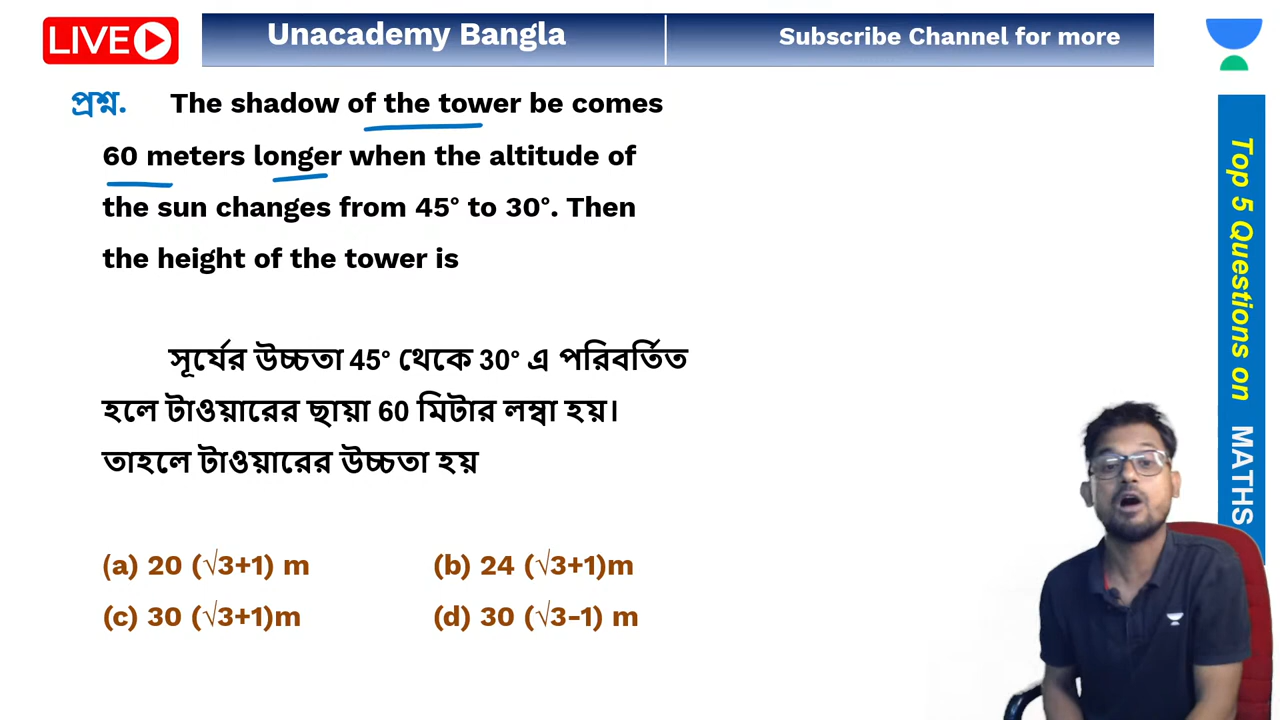 LIVE
Unacademy Bangla
Subscribe Channel for more
প্রশ্ন. The shadow of the tower be comes
60 meters longer when the altitude of
the sun changes from 45° to 30°. Then
the height of the tower is
সূর্যের উচ্চতা 45° থেকে 30° এ পরিবর্তিত
হলে টাওয়ারের ছায়া 60 মিটার লম্বা হয়।
তাহলে টাওয়ারের উচ্চতা হয়
(a) 20 (√3+1) m (b) 24 (√3+1)m
(c) 30 (√3+1)m (d) 30 (√3-1) m
Top 5 Questions on MATHS